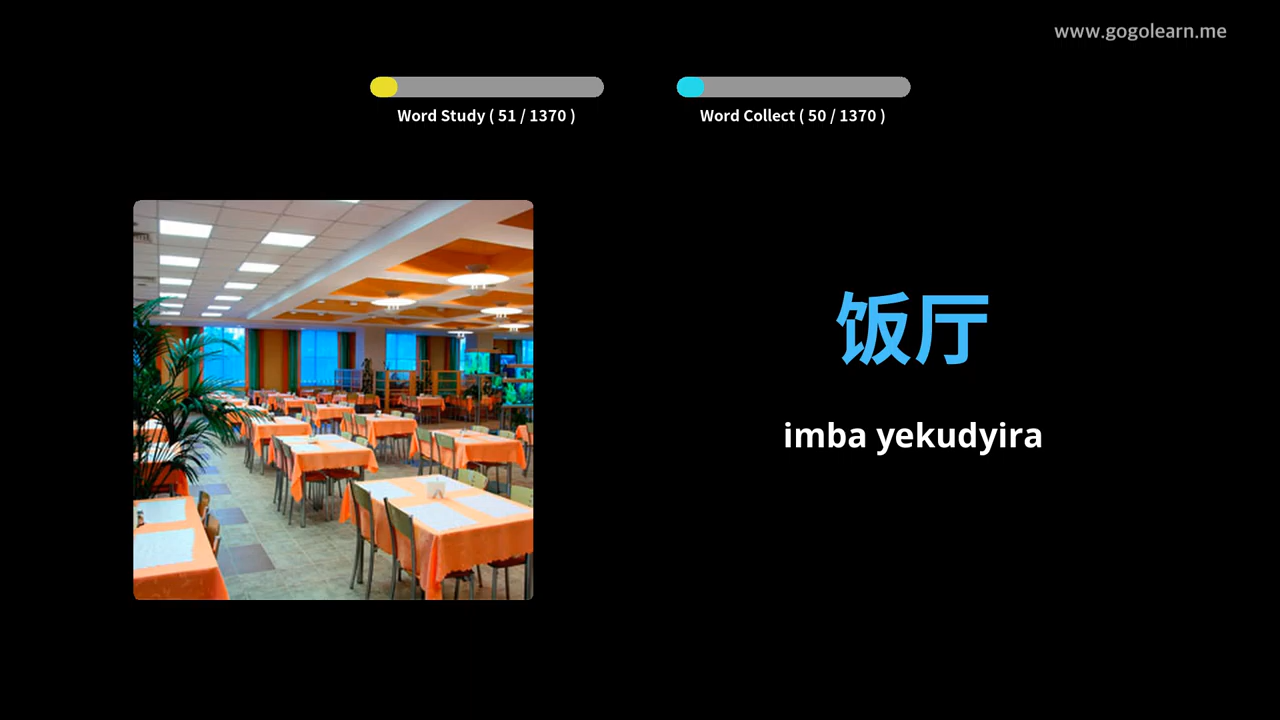 www.gogolearn.me
Word Study ( 51 / 1370 )
Word Collect ( 50 / 1370 )
饭厅
imba yekudyira